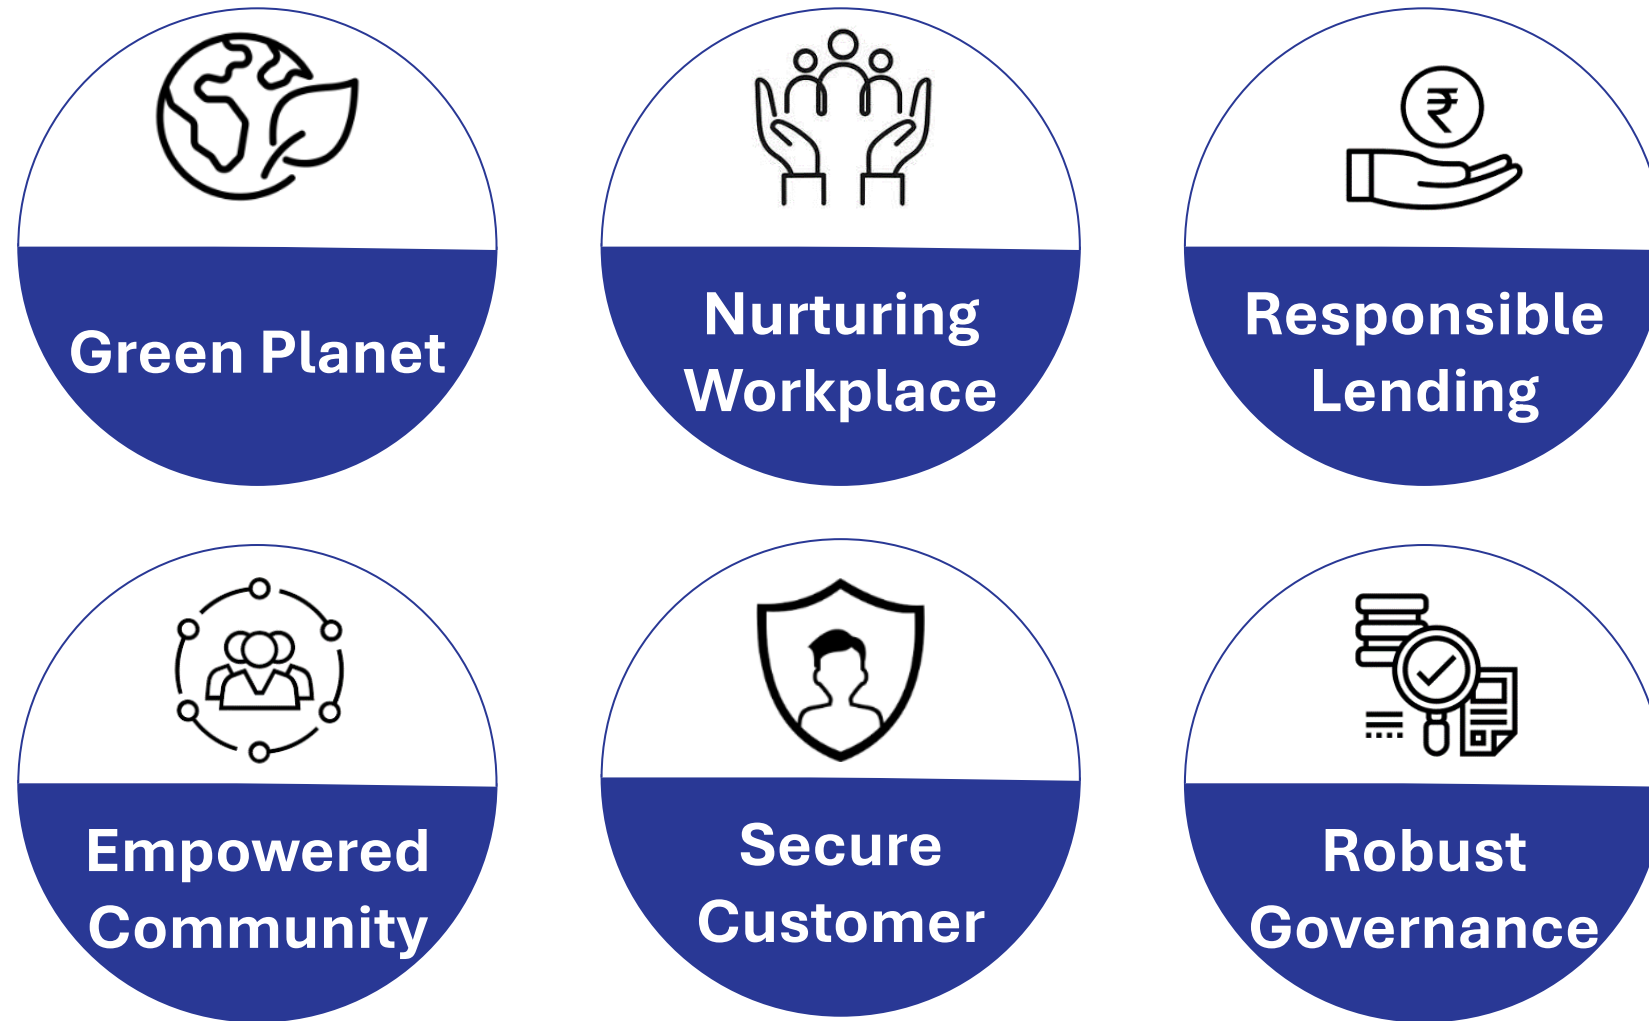 ₹
Green Planet
Nurturing
Workplace
Responsible
Lending
Empowered
Community
Secure
Customer
Robust
Governance